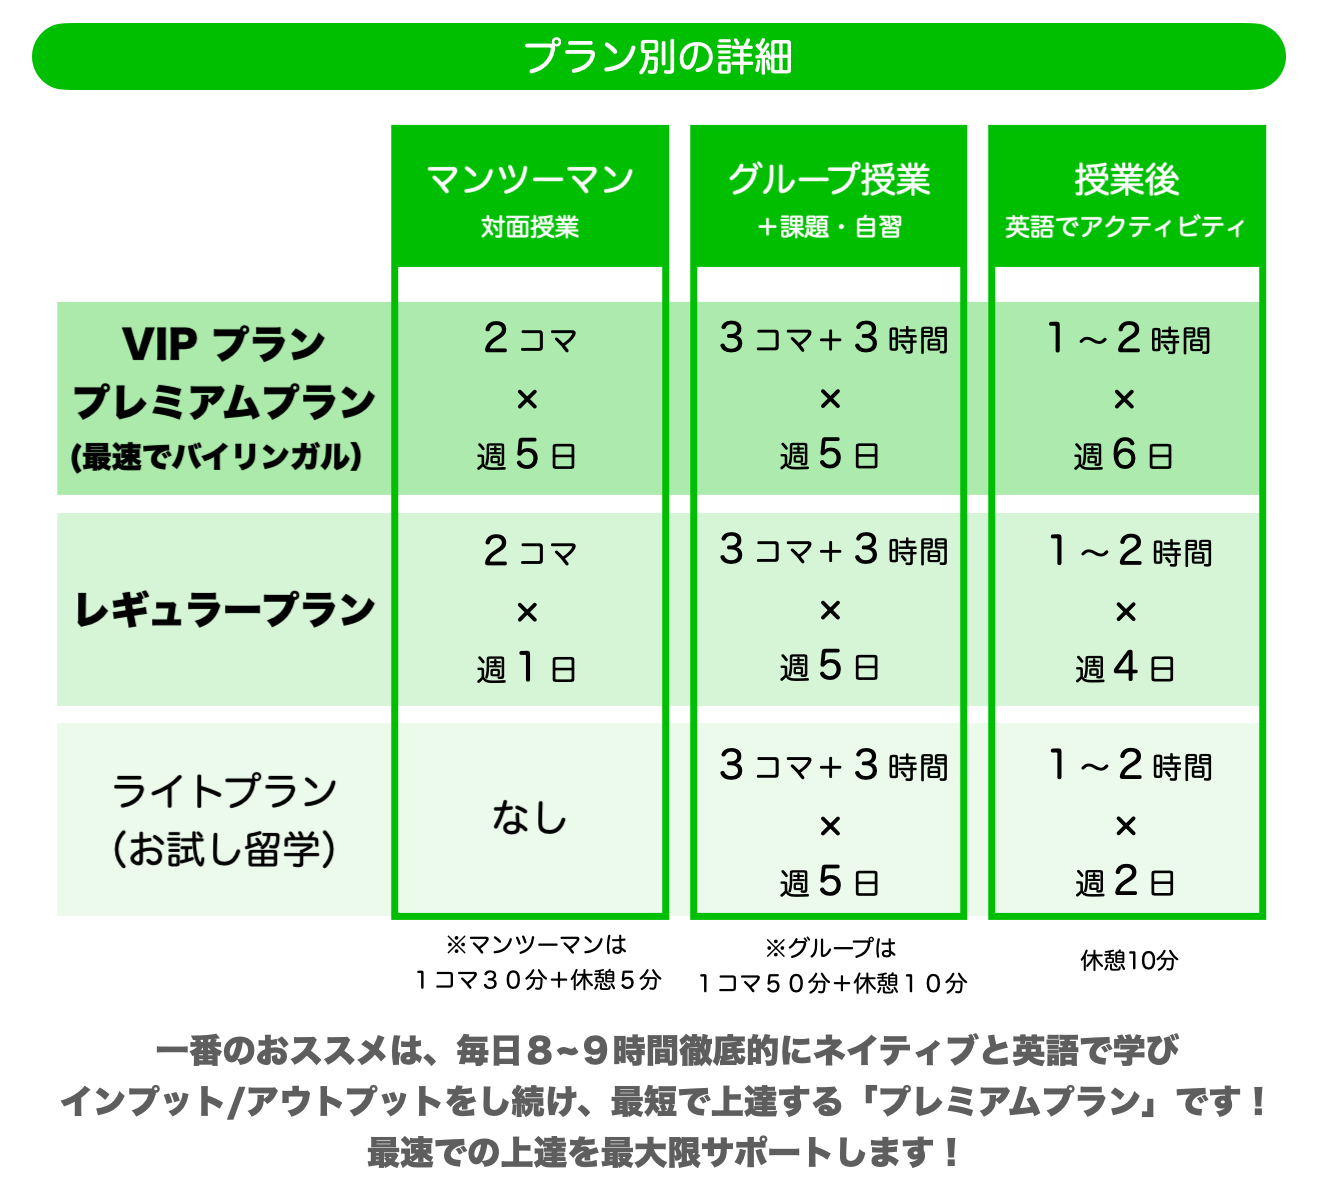 プラン別の詳細
マンツーマン
対面授業
グループ授業
＋課題・自習
授業後
英語でアクティビティ
VIP プラン
プレミアムプラン
(最速でバイリンガル)
2 コマ
×
週 5 日
3 コマ＋ 3 時間
×
週 5 日
1 ～ 2 時間
×
週 6 日
レギュラープラン
2 コマ
×
週 1 日
3 コマ＋ 3 時間
×
週 5 日
1 ～ 2 時間
×
週 4 日
ライトプラン
（お試し留学）
なし
3 コマ＋ 3 時間
×
週 5 日
1 ～ 2 時間
×
週 2 日
※マンツーマンは
１コマ３０分＋休憩５分
※グループは
１コマ５０分＋休憩１０分
休憩10分
一番のおススメは、毎日８~９時間徹底的にネイティブと英語で学び
インプット/アウトプットをし続け、最短で上達する「プレミアムプラン」です！
最速での上達を最大限サポートします！